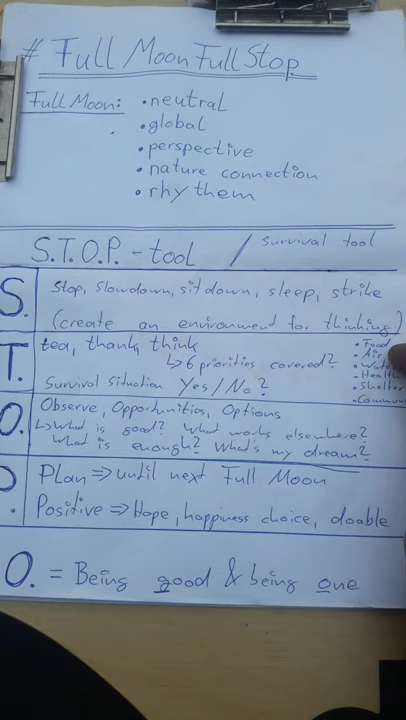 # Full Moon Full Stop
Full Moon: • neutral
• global
• perspective
• nature connection
• rhythem
S.T.O.P. - tool / survival tool
S. Stop, Slowdown, sit down, sleep, strike
(create an environment for thinking)
T. tea, thank, think
↳ 6 priorities covered?
Survival situation Yes/No?
• Food
• Air
• Wate
• Health
• Shelter
• Commun
O. Observe, Opportunities, Options
↳ What is good? What works elsewhere?
What is enough? What's my dream?
Plan ⇒ until next Full Moon
Positive ⇒ Hope, happiness choice, doable
O. = Being good & being one